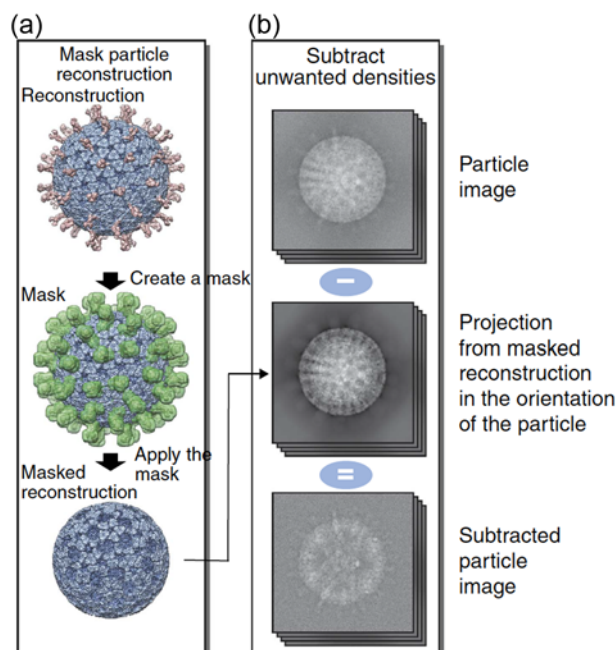 (a)
Mask particle
reconstruction
Reconstruction
Create a mask
Mask
Apply the
mask
Masked
reconstruction
(b)
Subtract
unwanted densities
Particle
image
Projection
from masked
reconstruction
in the orientation
of the particle
Subtracted
particle
image